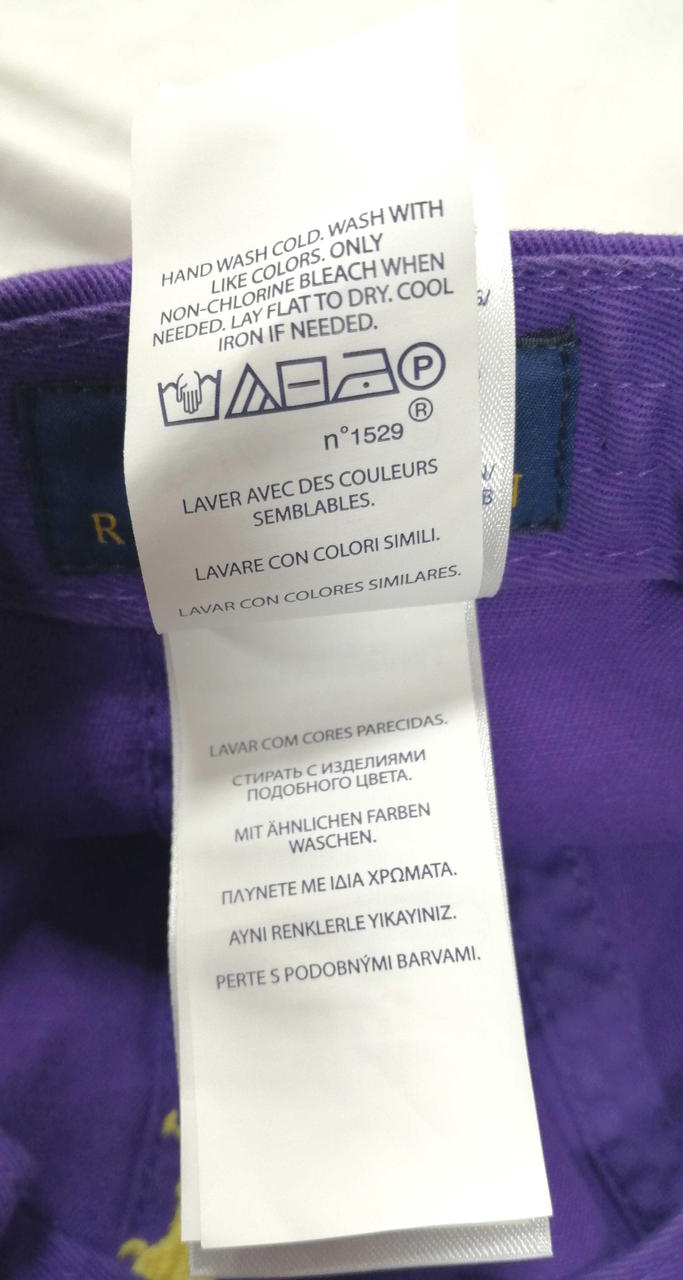 HAND WASH COLD. WASH WITH
LIKE COLORS. ONLY
NON-CHLORINE BLEACH WHEN
NEEDED. LAY FLAT TO DRY. COOL
IRON IF NEEDED.
P
®
n°1529
LAVER AVEC DES COULEURS
SEMBLABLES.
LAVARE CON COLORI SIMILI.
LAVAR CON COLORES SIMILARES.
LAVAR COM CORES PARECIDAS.
СТИРАТЬ С ИЗДЕЛИЯМИ
ПОДОБНОГО ЦВЕТА.
MIT ÄHNLICHEN FARBEN
WASCHEN.
ΠΛΥΝΕΤΕ ΜΕ ΙΔΙΑ ΧΡΩΜΑΤΑ.
AYNI RENKLERLE YIKAYINIZ.
PERTE S PODOBNÝMI BARVAMI.